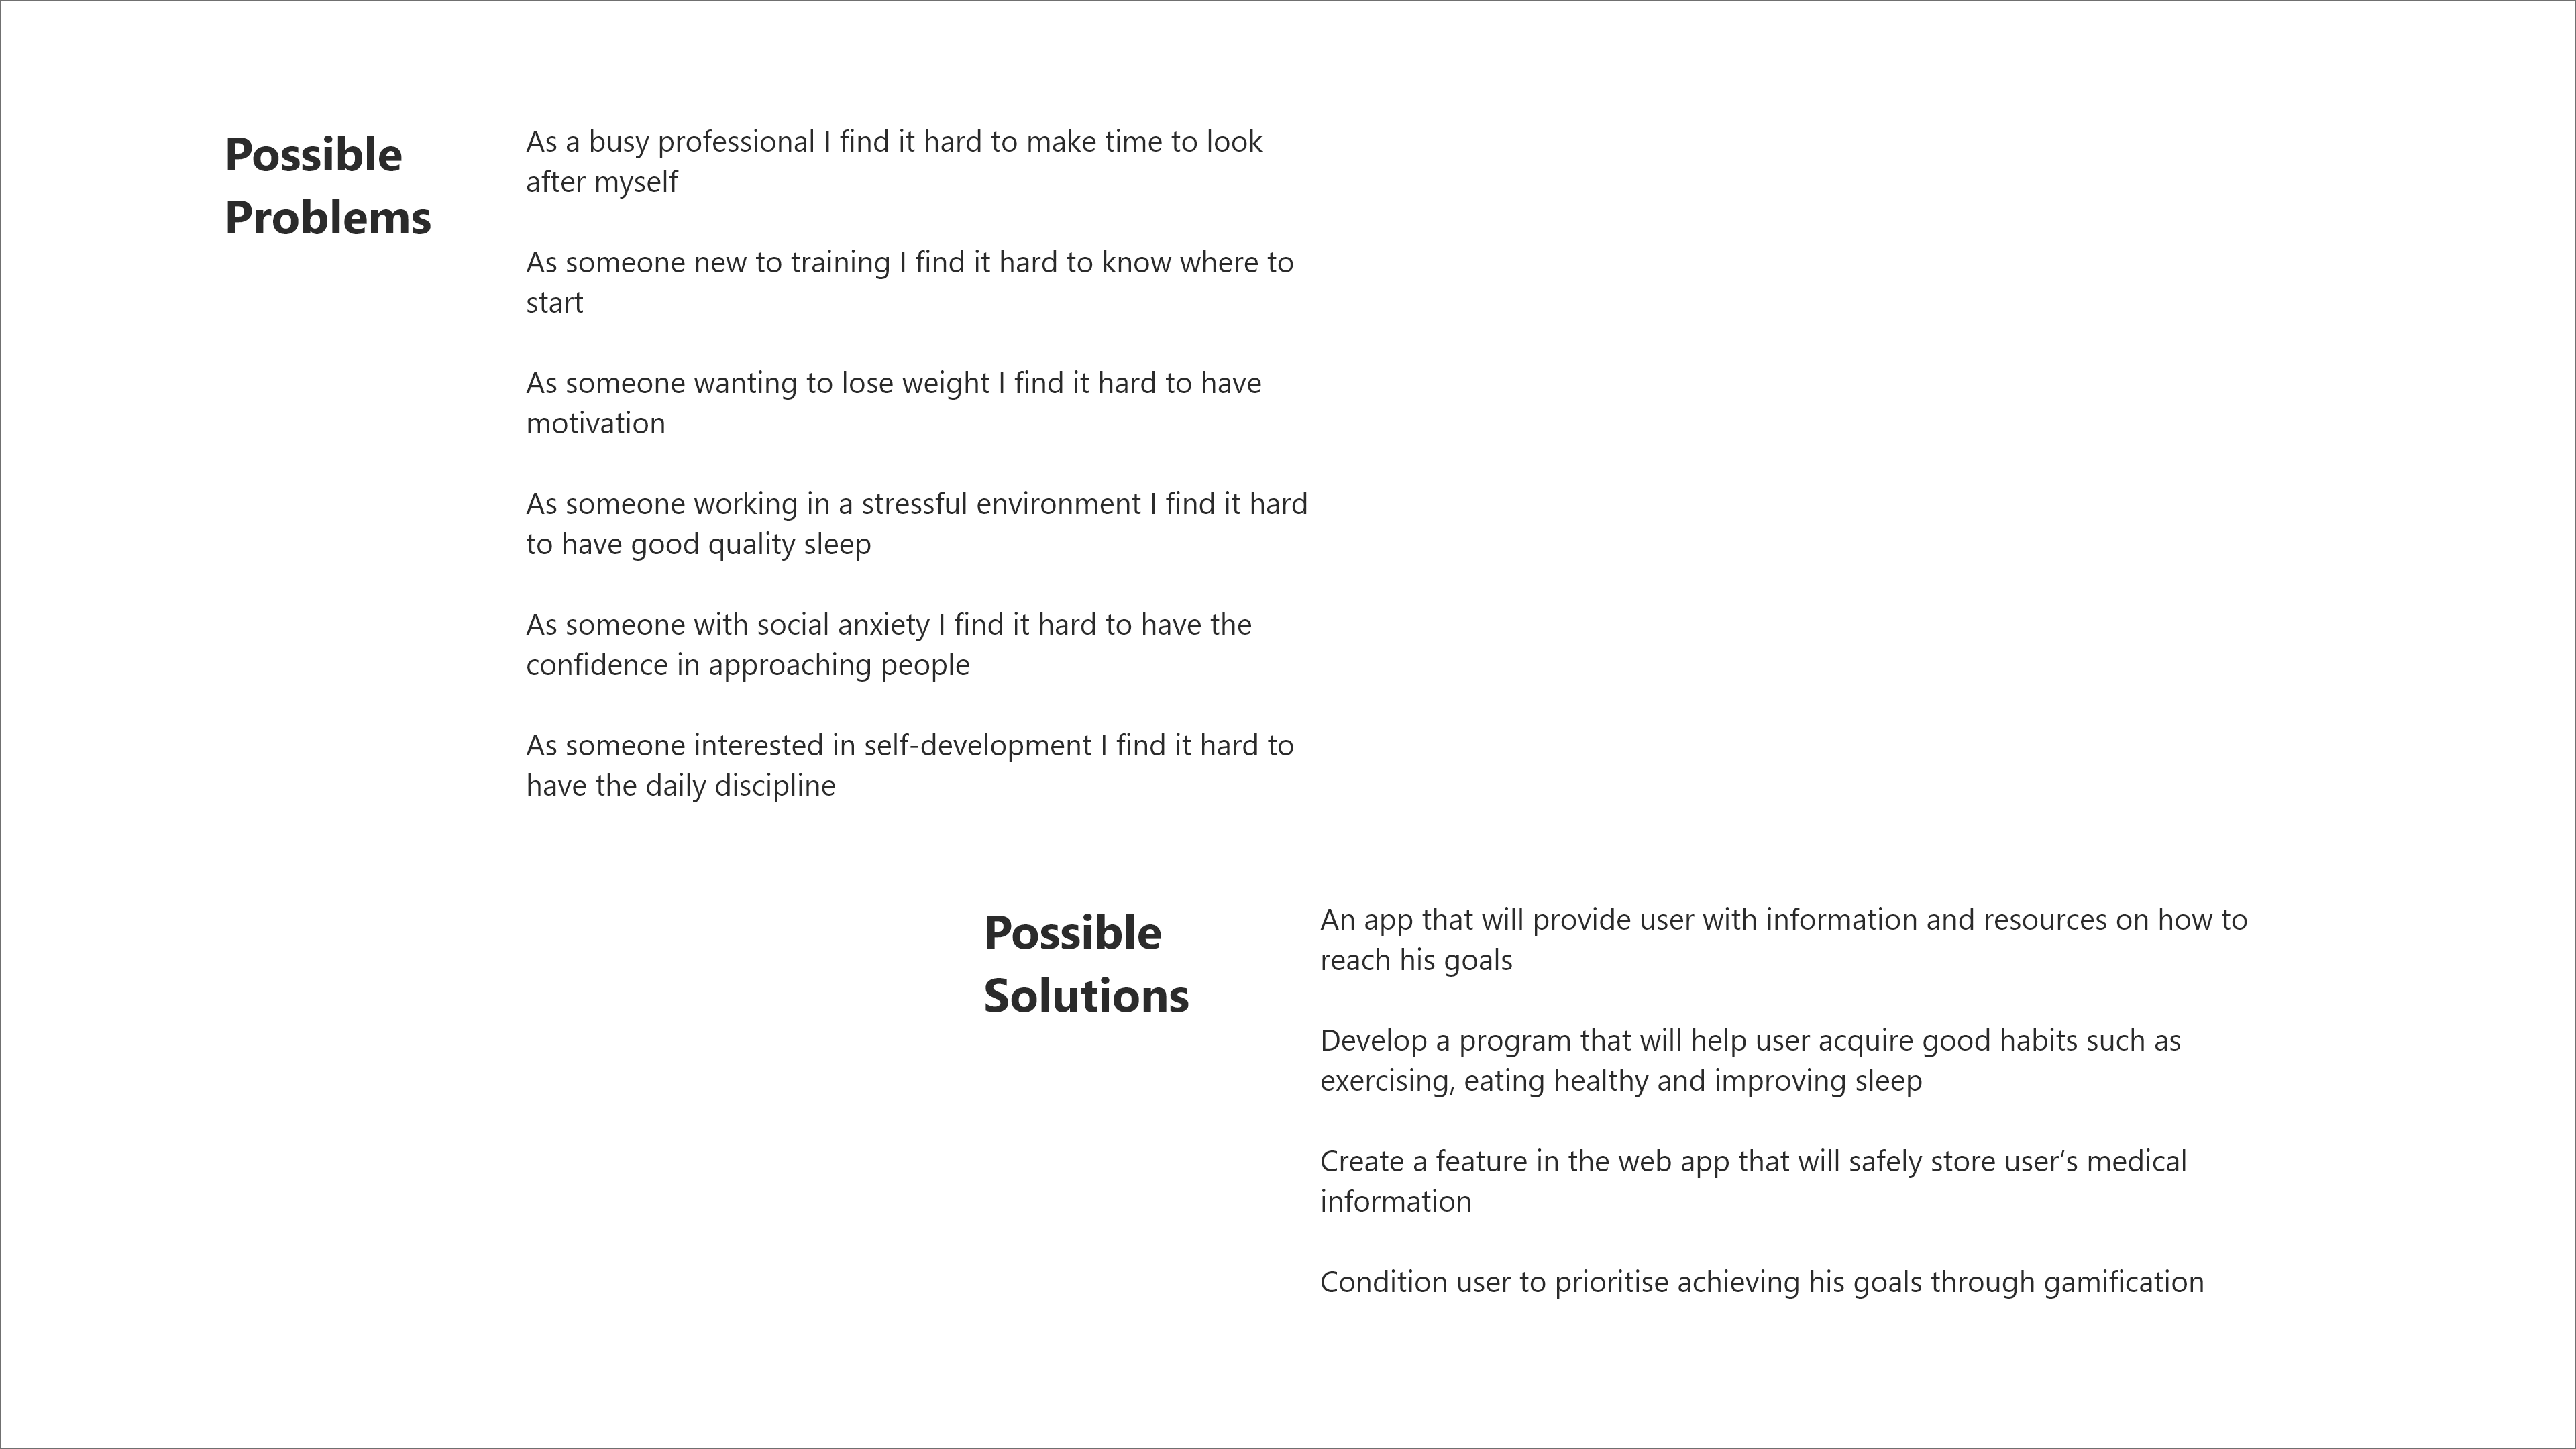 Possible
Problems
As a busy professional I find it hard to make time to look
after myself
As someone new to training I find it hard to know where to
start
As someone wanting to lose weight I find it hard to have
motivation
As someone working in a stressful environment I find it hard
to have good quality sleep
As someone with social anxiety I find it hard to have the
confidence in approaching people
As someone interested in self-development I find it hard to
have the daily discipline
Possible
Solutions
An app that will provide user with information and resources on how to
reach his goals
Develop a program that will help user acquire good habits such as
exercising, eating healthy and improving sleep
Create a feature in the web app that will safely store user’s medical
information
Condition user to prioritise achieving his goals through gamification